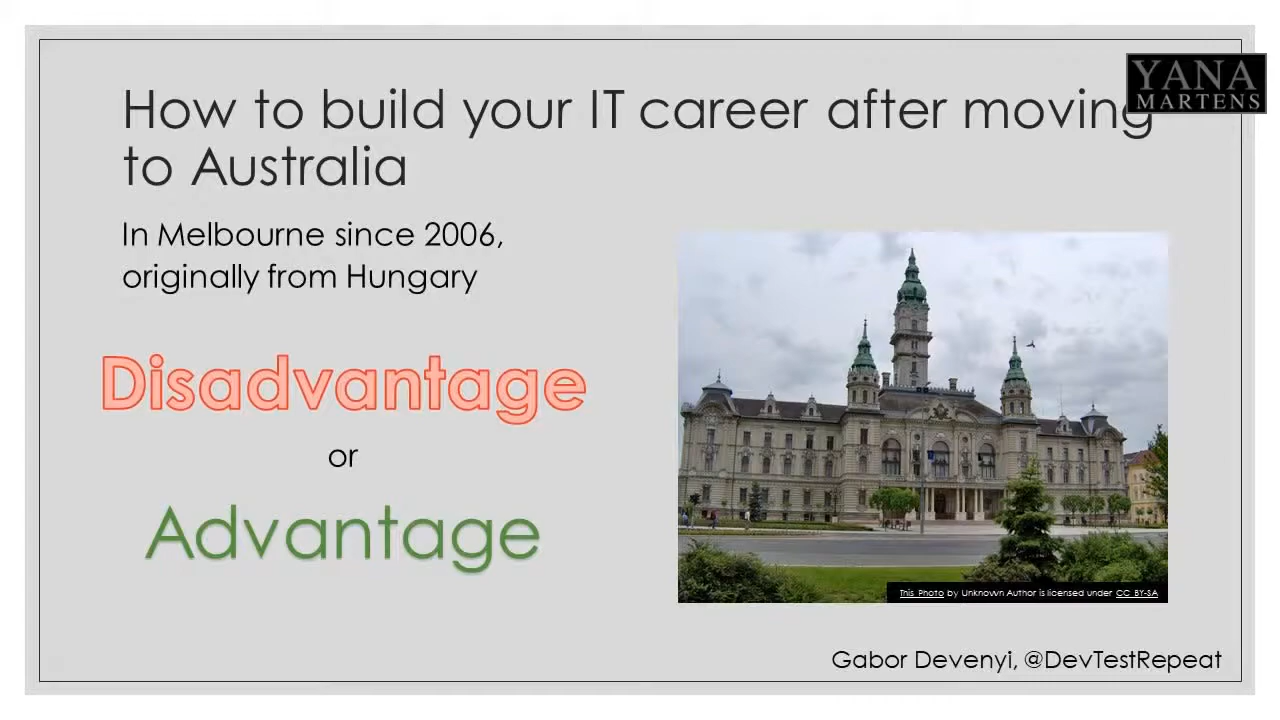 YANA
MARTENS
How to build your IT career after moving
to Australia
In Melbourne since 2006,
originally from Hungary
Disadvantage
or
Advantage
This Photo by Unknown Author is licensed under CC BY-SA
Gabor Devenyi, @DevTestRepeat